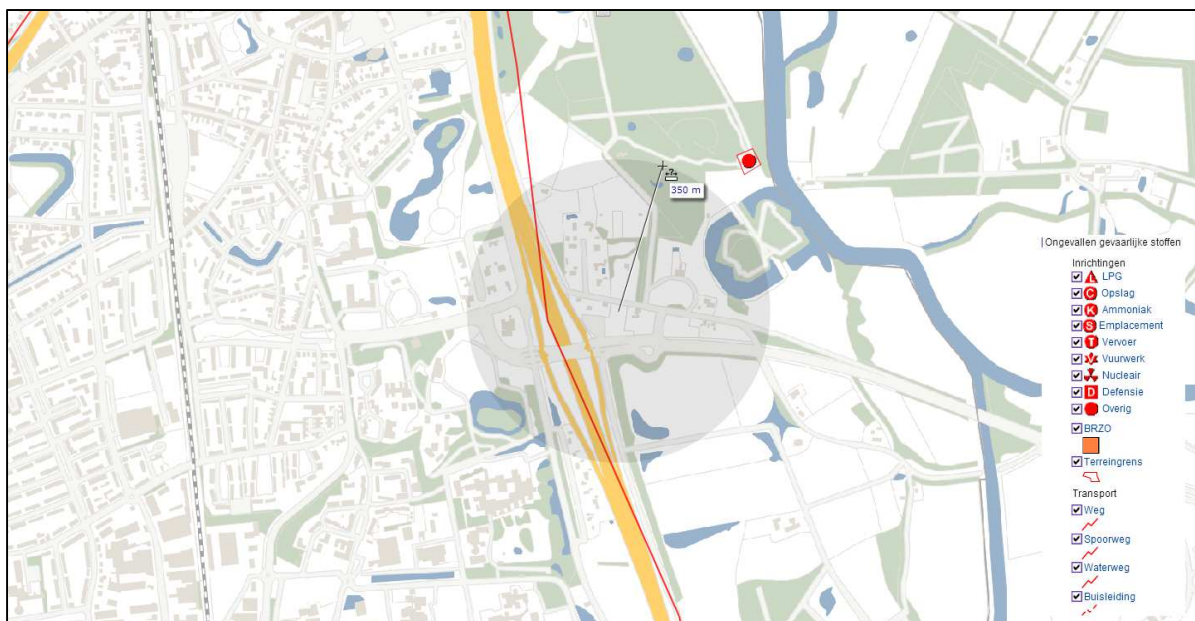 350 m
Ongevallen gevaarlijke stoffen
Inrichtingen
L LPG
C Opslag
K Ammoniak
S Emplacement
T Vervoer
Vuurwerk
Nucleair
D Defensie
Overig
BRZO
Terreingrens
Transport
Weg
Spoorweg
Waterweg
Buisleiding